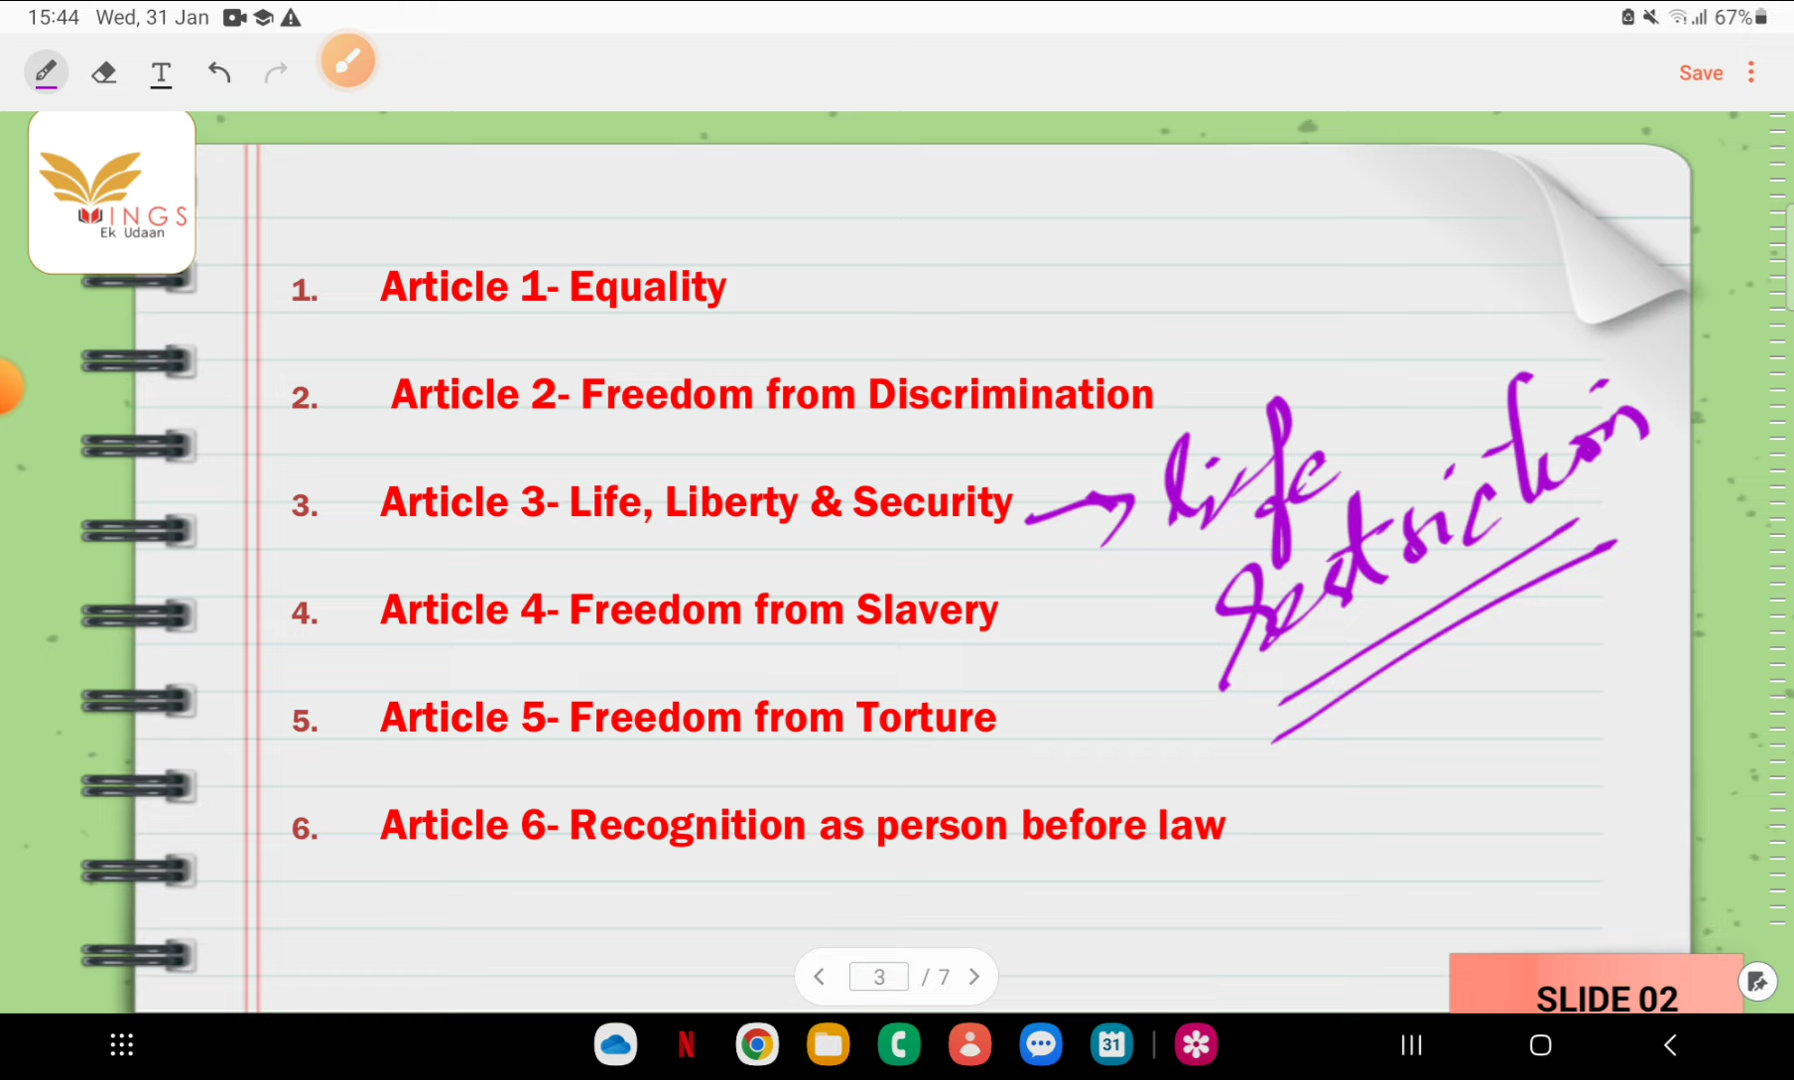 15:44 Wed, 31 Jan
67%
T
Save
WINGS
Ek Udaan
1. Article 1- Equality
2. Article 2- Freedom from Discrimination
3. Article 3- Life, Liberty & Security → life
restriction
4. Article 4- Freedom from Slavery
5. Article 5- Freedom from Torture
6. Article 6- Recognition as person before law
3 / 7
SLIDE 02
N
31